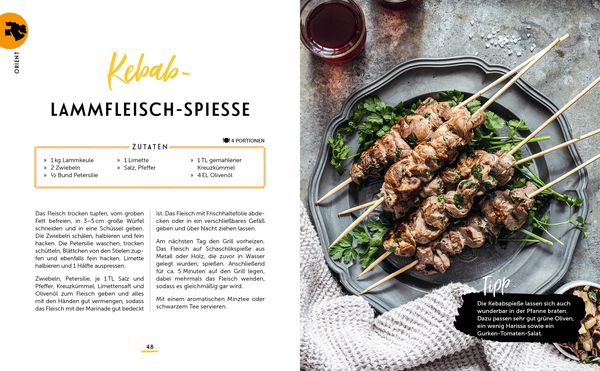 ORIENT
Kebab-
LAMMFLEISCH-SPIESSE
4 PORTIONEN
ZUTATEN
» 1 kg Lammkeule
» 2 Zwiebeln
» ½ Bund Petersilie
» 1 Limette
» Salz, Pfeffer
» 1 TL gemahlener
Kreuzkümmel
» 4 EL Olivenöl
Das Fleisch trocken tupfen, vom groben
Fett befreien, in 3–5 cm große Würfel
schneiden und in eine Schüssel geben.
Die Zwiebeln schälen, halbieren und fein
hacken. Die Petersilie waschen, trocken
schütteln, Blättchen von den Stielen zup-
fen und ebenfalls fein hacken. Limette
halbieren und 1 Hälfte auspressen.
Zwiebeln, Petersilie, je 1 TL Salz und
Pfeffer, Kreuzkümmel, Limettensaft und
Olivenöl zum Fleisch geben und alles
mit den Händen gut vermengen, sodass
das Fleisch mit der Marinade gut bedeckt
ist. Das Fleisch mit Frischhaltefolie abde-
cken oder in ein verschließbares Gefäß
geben und über Nacht ziehen lassen.
Am nächsten Tag den Grill vorheizen.
Das Fleisch auf Schaschlikspieße aus
Metall oder Holz, die zuvor in Wasser
gelegt wurden, spießen. Anschließend
für ca. 5 Minuten auf den Grill legen,
dabei mehrmals das Fleisch wenden,
sodass es gleichmäßig gar wird.
Mit einem aromatischen Minztee oder
schwarzem Tee servieren.
48
Tipp
Die Kebabspieße lassen sich auch
wunderbar in der Pfanne braten.
Dazu passen sehr gut grüne Oliven,
ein wenig Harissa sowie ein
Gurken-Tomaten-Salat.